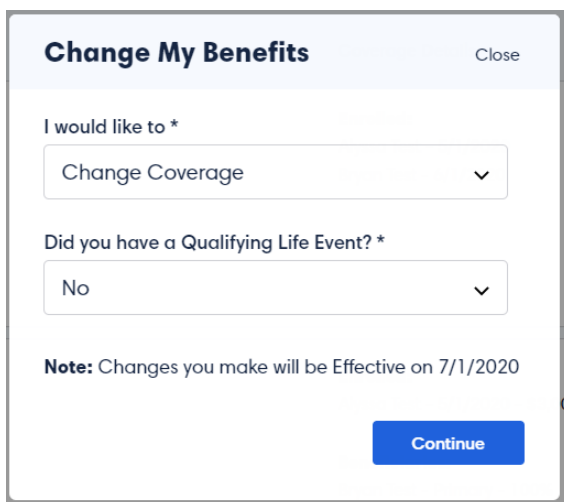 Change My Benefits
Close
I would like to *
Change Coverage
Did you have a Qualifying Life Event? *
No
Note: Changes you make will be Effective on 7/1/2020
Continue